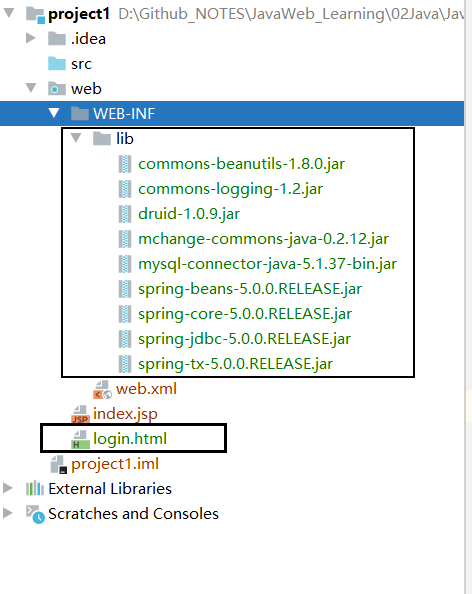 project1 D:\Github_NOTES\JavaWeb_Learning\02Java\Jav
.idea
src
web
WEB-INF
lib
commons-beanutils-1.8.0.jar
commons-logging-1.2.jar
druid-1.0.9.jar
mchange-commons-java-0.2.12.jar
mysql-connector-java-5.1.37-bin.jar
spring-beans-5.0.0.RELEASE.jar
spring-core-5.0.0.RELEASE.jar
spring-jdbc-5.0.0.RELEASE.jar
spring-tx-5.0.0.RELEASE.jar
web.xml
index.jsp
login.html
project1.iml
External Libraries
Scratches and Consoles